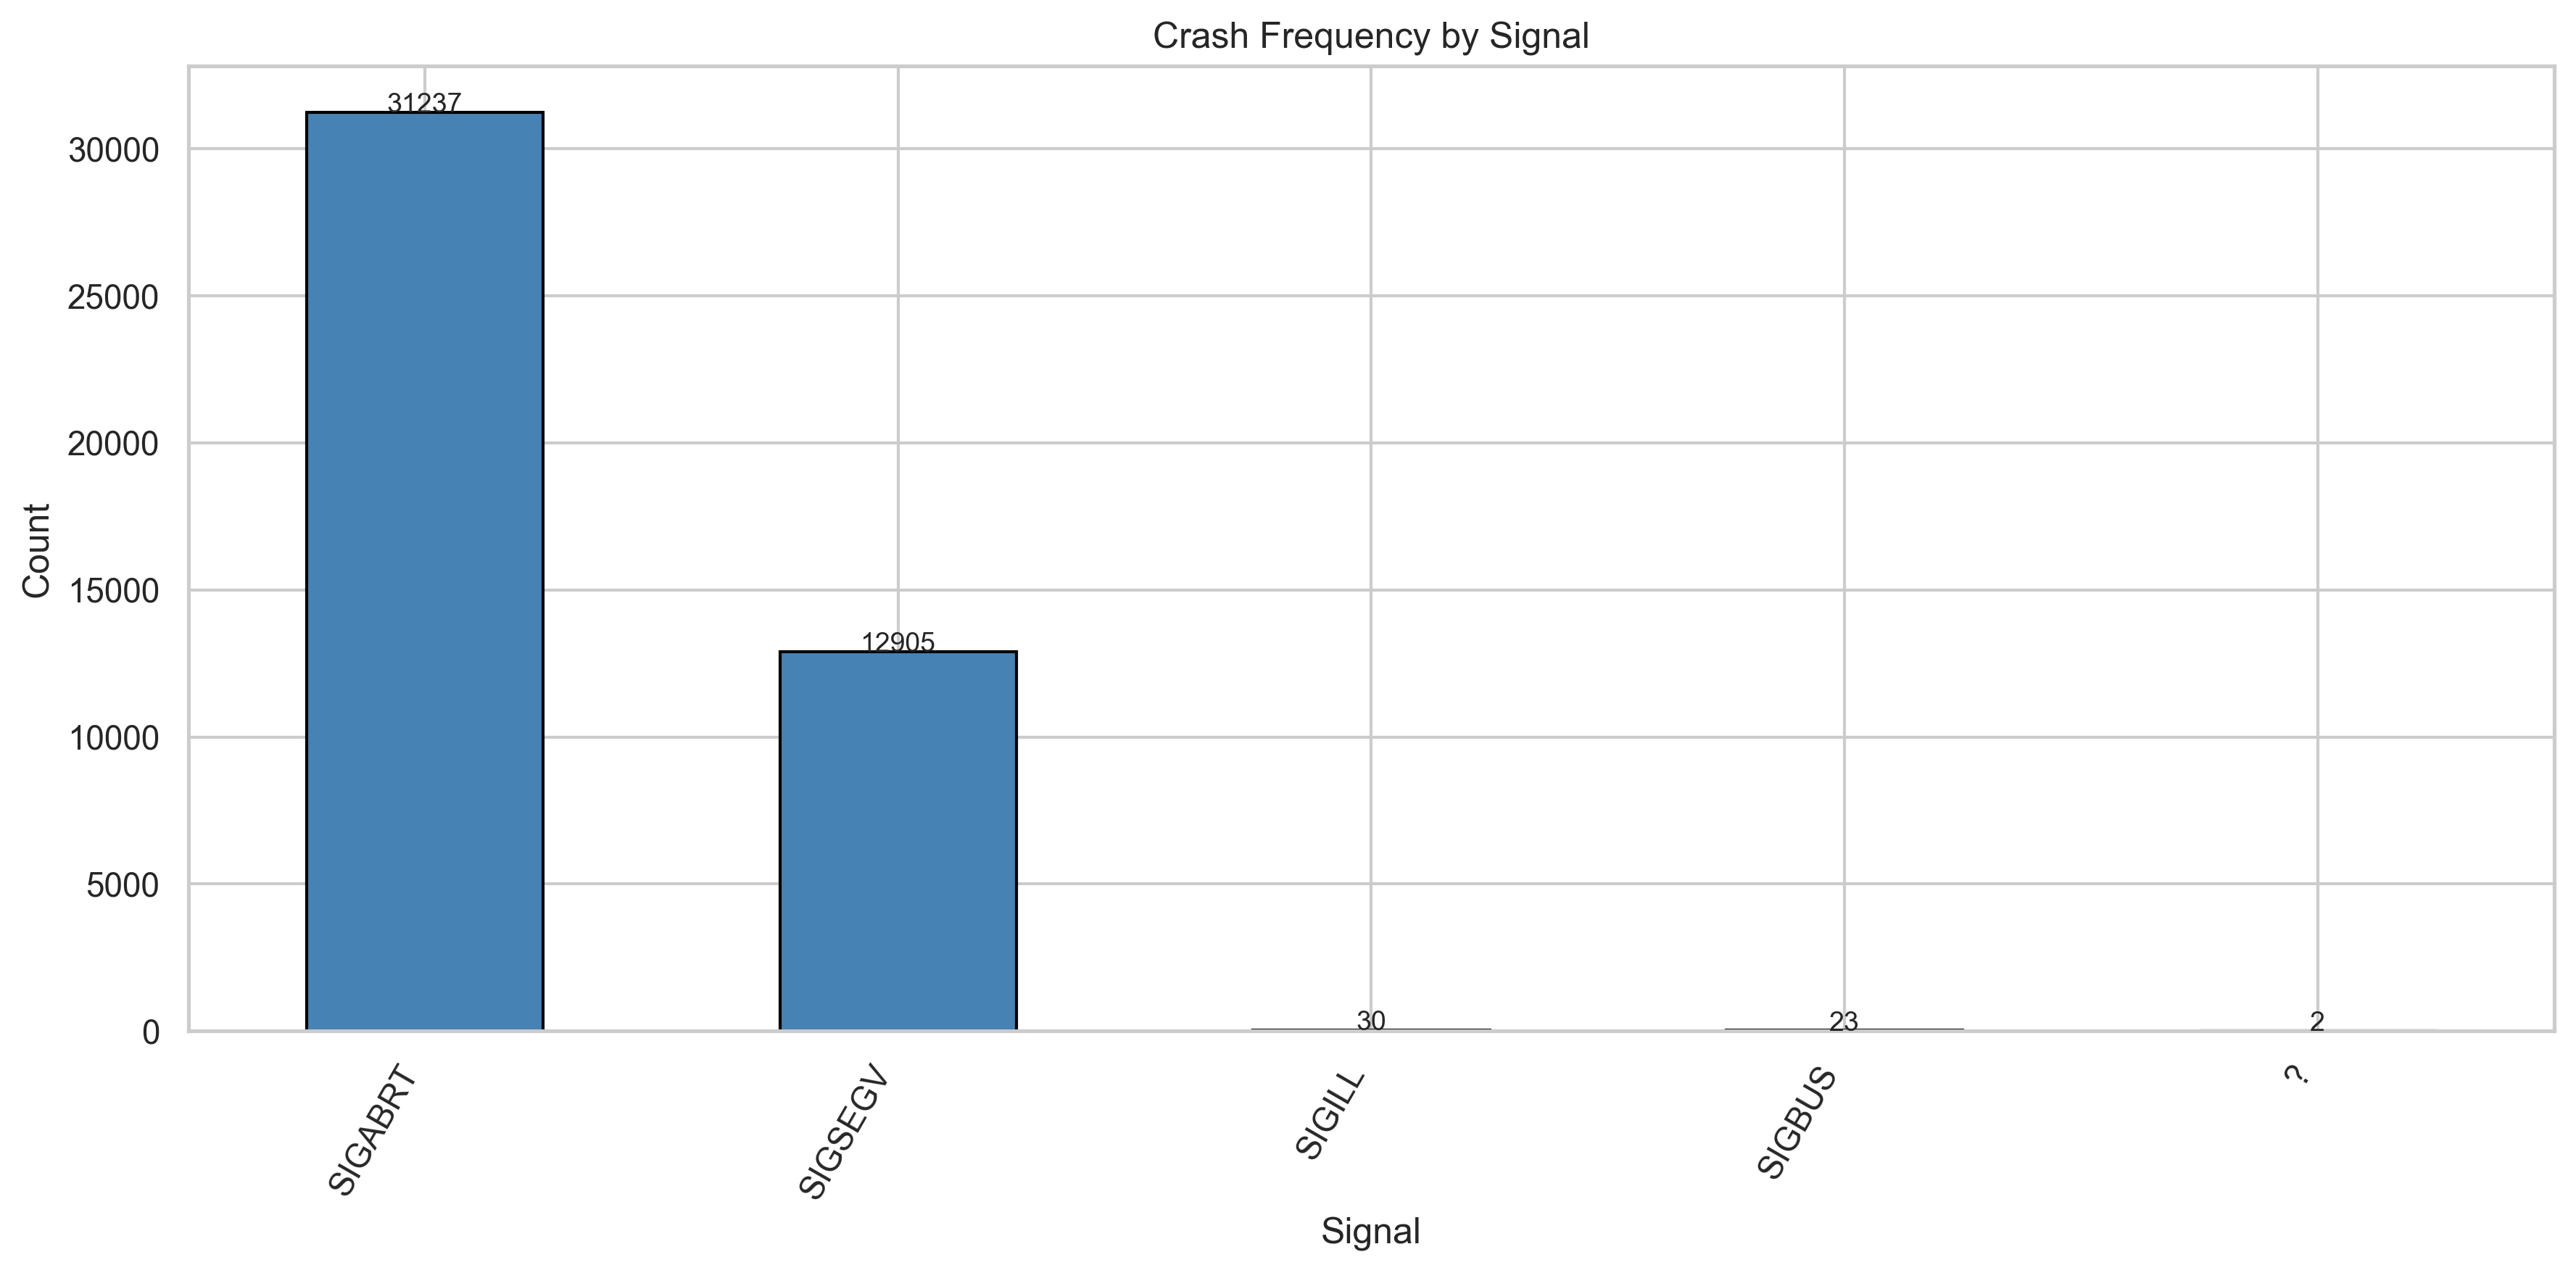 Crash Frequency by Signal
31237
30000
25000
20000
15000
12905
10000
5000
0
30
23
2
Count
SIGABRT
SIGSEGV
SIGILL
SIGBUS
?
Signal